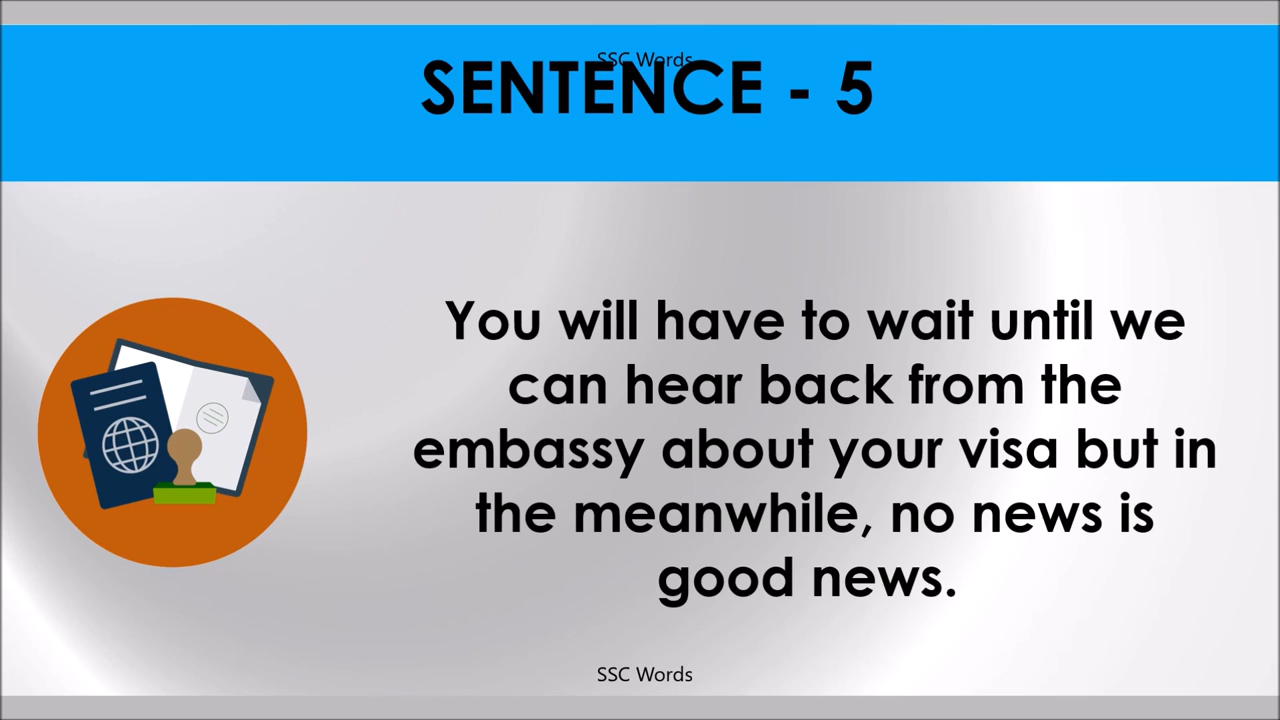 SSC Words
SENTENCE - 5
You will have to wait until we
can hear back from the
embassy about your visa but in
the meanwhile, no news is
good news.
SSC Words